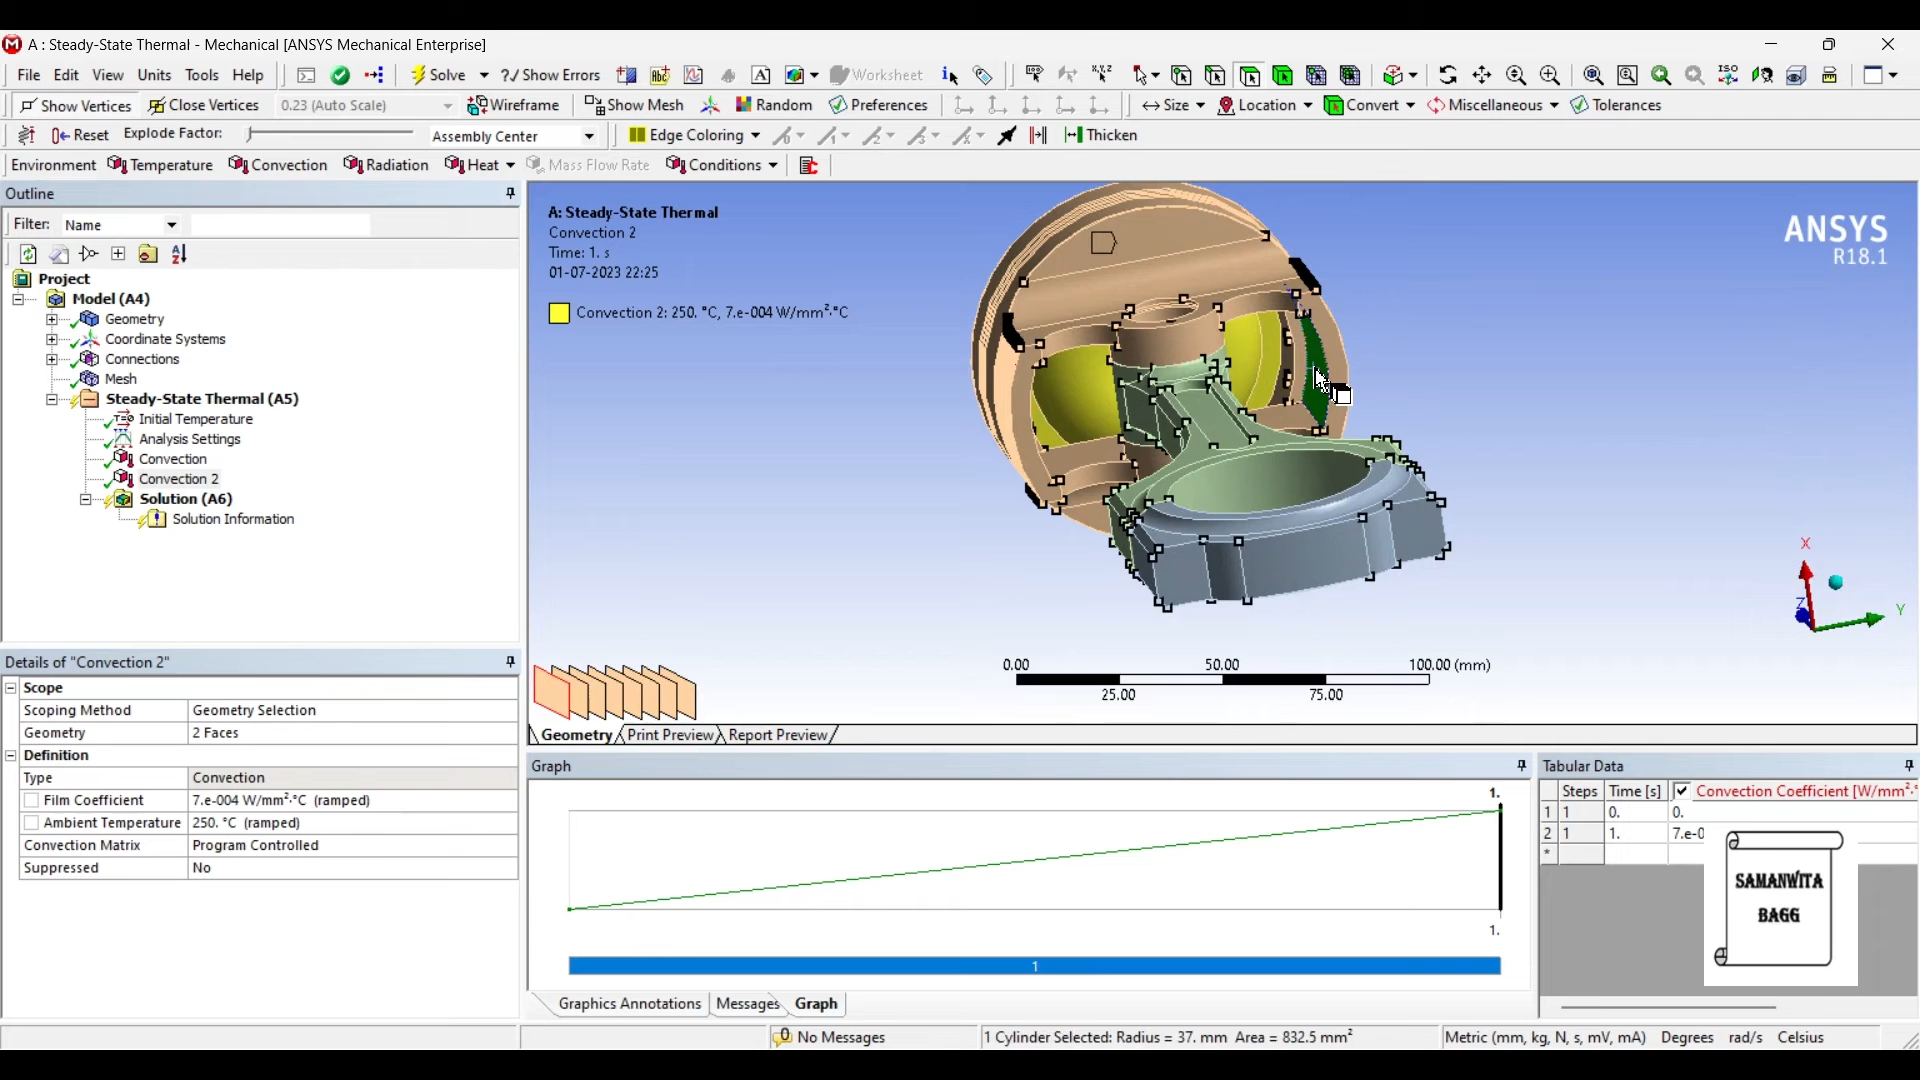 A : Steady-State Thermal - Mechanical [ANSYS Mechanical Enterprise]
File Edit View Units Tools Help Solve ?/ Show Errors Worksheet
Show Vertices Close Vertices 0.23 (Auto Scale) Wireframe Show Mesh Random Preferences Size Location Convert Miscellaneous Tolerances
Reset Explode Factor: Assembly Center Edge Coloring Thicken
Environment Temperature Convection Radiation Heat Mass Flow Rate Conditions
Outline
Filter: Name
Project
Model (A4)
Geometry
Coordinate Systems
Connections
Mesh
Steady-State Thermal (A5)
Initial Temperature
Analysis Settings
Convection
Convection 2
Solution (A6)
Solution Information
A: Steady-State Thermal
Convection 2
Time: 1. s
01-07-2023 22:25
Convection 2: 250. °C, 7.e-004 W/mm²·°C
ANSYS
R18.1
X
Y
Z
0.00 50.00 100.00 (mm)
25.00 75.00
Geometry Print Preview Report Preview
Details of "Convection 2"
Scope
Scoping Method Geometry Selection
Geometry 2 Faces
Definition
Type Convection
Film Coefficient 7.e-004 W/mm²·°C (ramped)
Ambient Temperature 250. °C (ramped)
Convection Matrix Program Controlled
Suppressed No
Graph
1.
1.
1
Graphics Annotations Messages Graph
Tabular Data
Steps Time [s] Convection Coefficient [W/mm²·°
1 1 0. 0.
2 1 1. 7.e-0
*
SAMANWITA
BAGG
No Messages 1 Cylinder Selected: Radius = 37. mm Area = 832.5 mm² Metric (mm, kg, N, s, mV, mA) Degrees rad/s Celsius